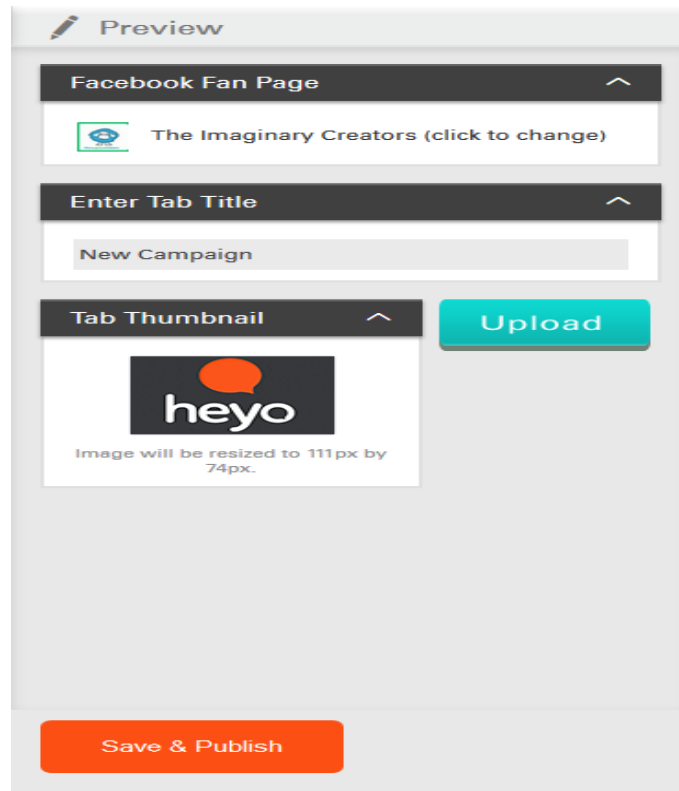 Preview
Facebook Fan Page
The Imaginary Creators (click to change)
Enter Tab Title
New Campaign
Tab Thumbnail
Upload
heyo
Image will be resized to 111px by
74px.
Save & Publish